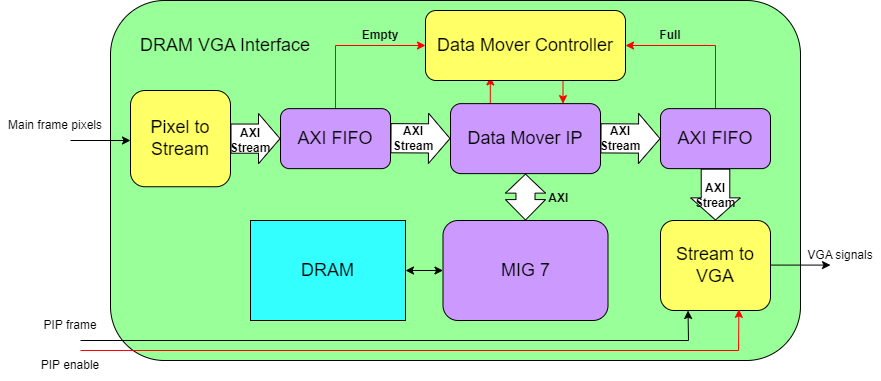 DRAM VGA Interface
Empty
Data Mover Controller
Full
Main frame pixels
Pixel to
Stream
AXI
Stream
AXI FIFO
AXI
Stream
Data Mover IP
AXI
Stream
AXI FIFO
AXI
AXI
Stream
DRAM
MIG 7
Stream to
VGA
VGA signals
PIP frame
PIP enable